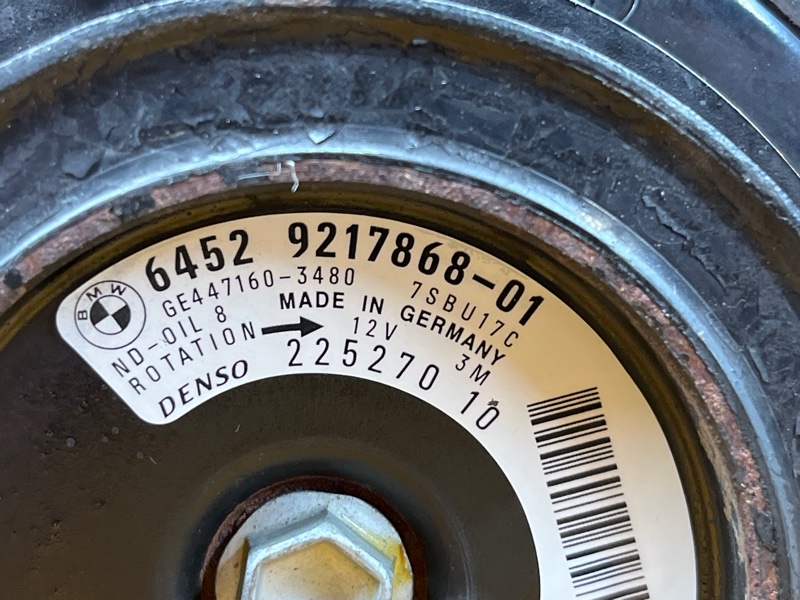 BMW
6452 9217868-01
GE447160-3480 7SBU17C
ND-OIL 8 MADE IN GERMANY
ROTATION 12V 3M
DENSO 225270 10